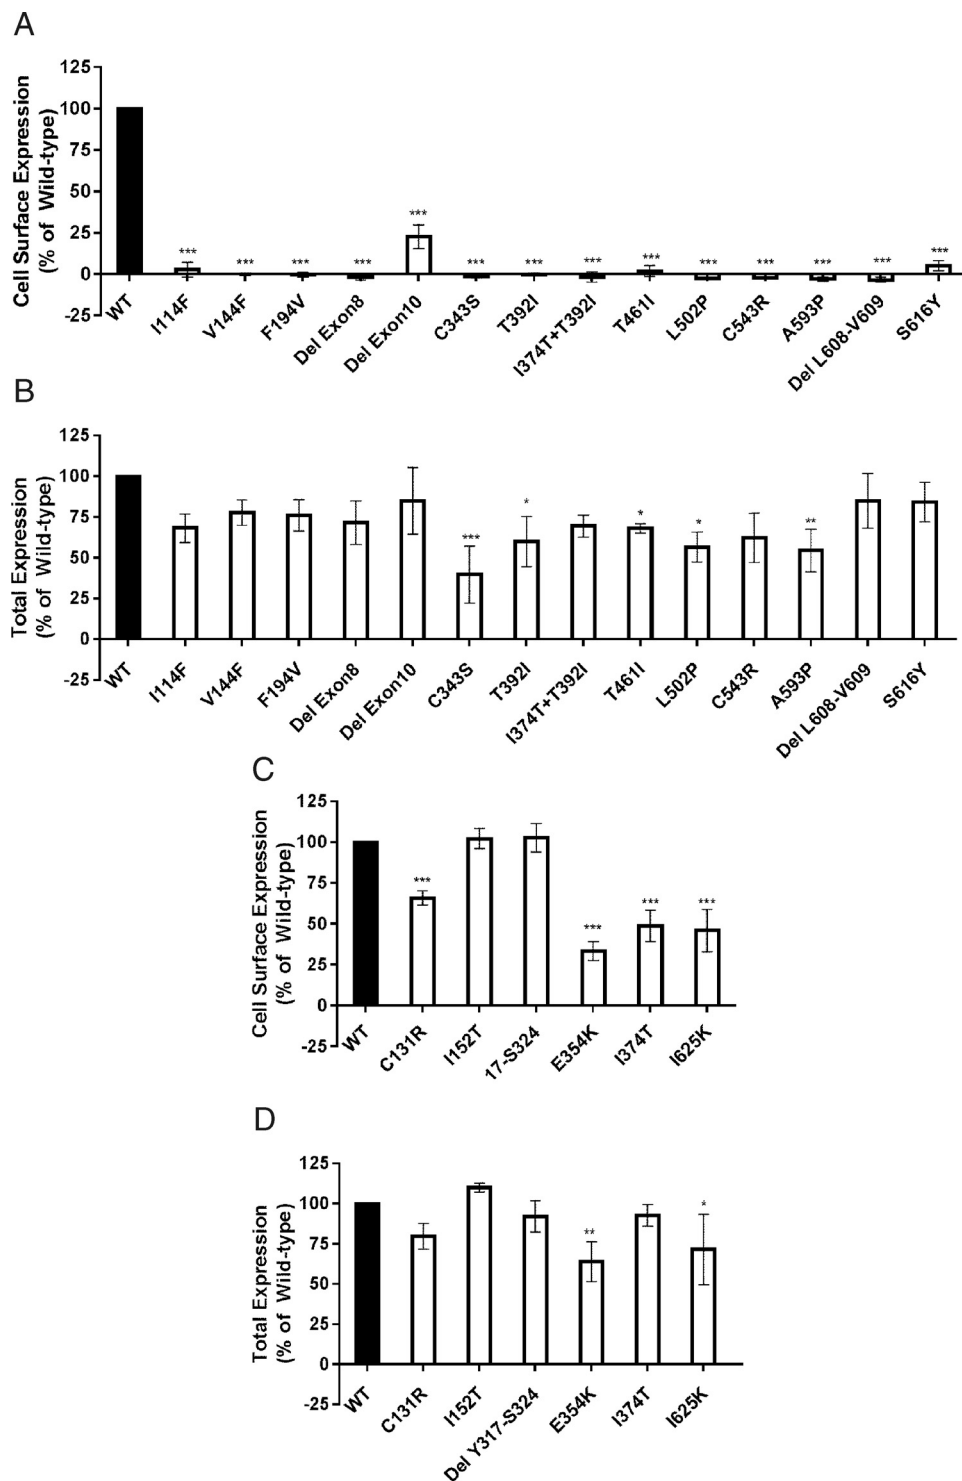 A
Cell Surface Expression
(% of Wild-type)
125
100
75
50
25
0
-25
*** *** *** *** *** *** *** *** *** *** *** *** *** ***
WT I114F V144F F194V Del Exon8 Del Exon10 C343S T392I I374T+T392I T461I L502P C543R A593P Del L608-V609 S616Y
B
Total Expression
(% of Wild-type)
125
100
75
50
25
0
-25
*** * * * **
WT I114F V144F F194V Del Exon8 Del Exon10 C343S T392I I374T+T392I T461I L502P C543R A593P Del L608-V609 S616Y
C
Cell Surface Expression
(% of Wild-type)
125
100
75
50
25
0
-25
*** *** *** ***
WT C131R I152T 17-S324 E354K I374T I625K
D
Total Expression
(% of Wild-type)
125
100
75
50
25
0
-25
** *
WT C131R I152T Del Y317-S324 E354K I374T I625K